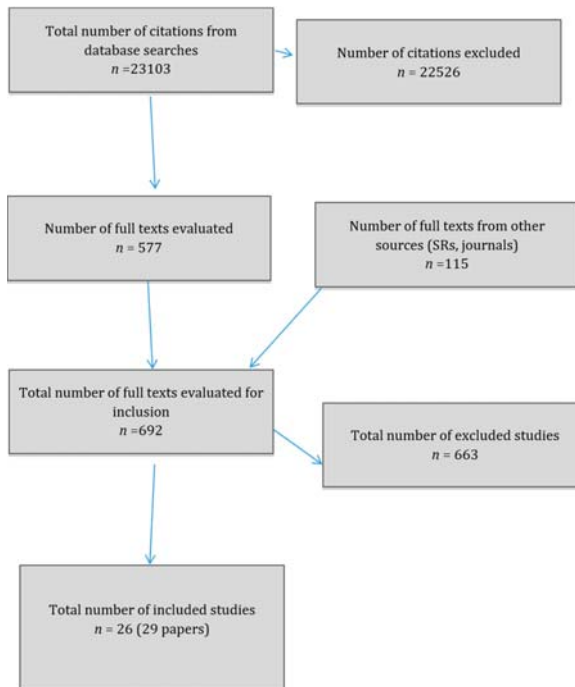 Total number of citations from
database searches
n =23103
Number of citations excluded
n = 22526
Number of full texts evaluated
n = 577
Number of full texts from other
sources (SRs, journals)
n =115
Total number of full texts evaluated for
inclusion
n =692
Total number of excluded studies
n = 663
Total number of included studies
n = 26 (29 papers)